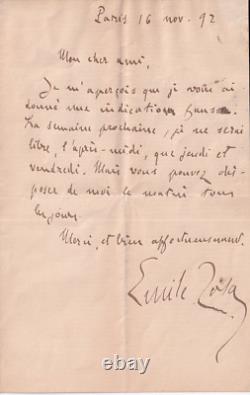 Paris 16 nov. 92
Mon cher ami,
Je m'aperçois que je vous ai
donné une indication fausse.
La semaine prochaine, je ne serai
libre, l'après-midi, que jeudi et
vendredi. Mais vous pouvez dis-
poser de moi le matin tous
les jours.
Merci, et bien affectueusement.
Emile Zola